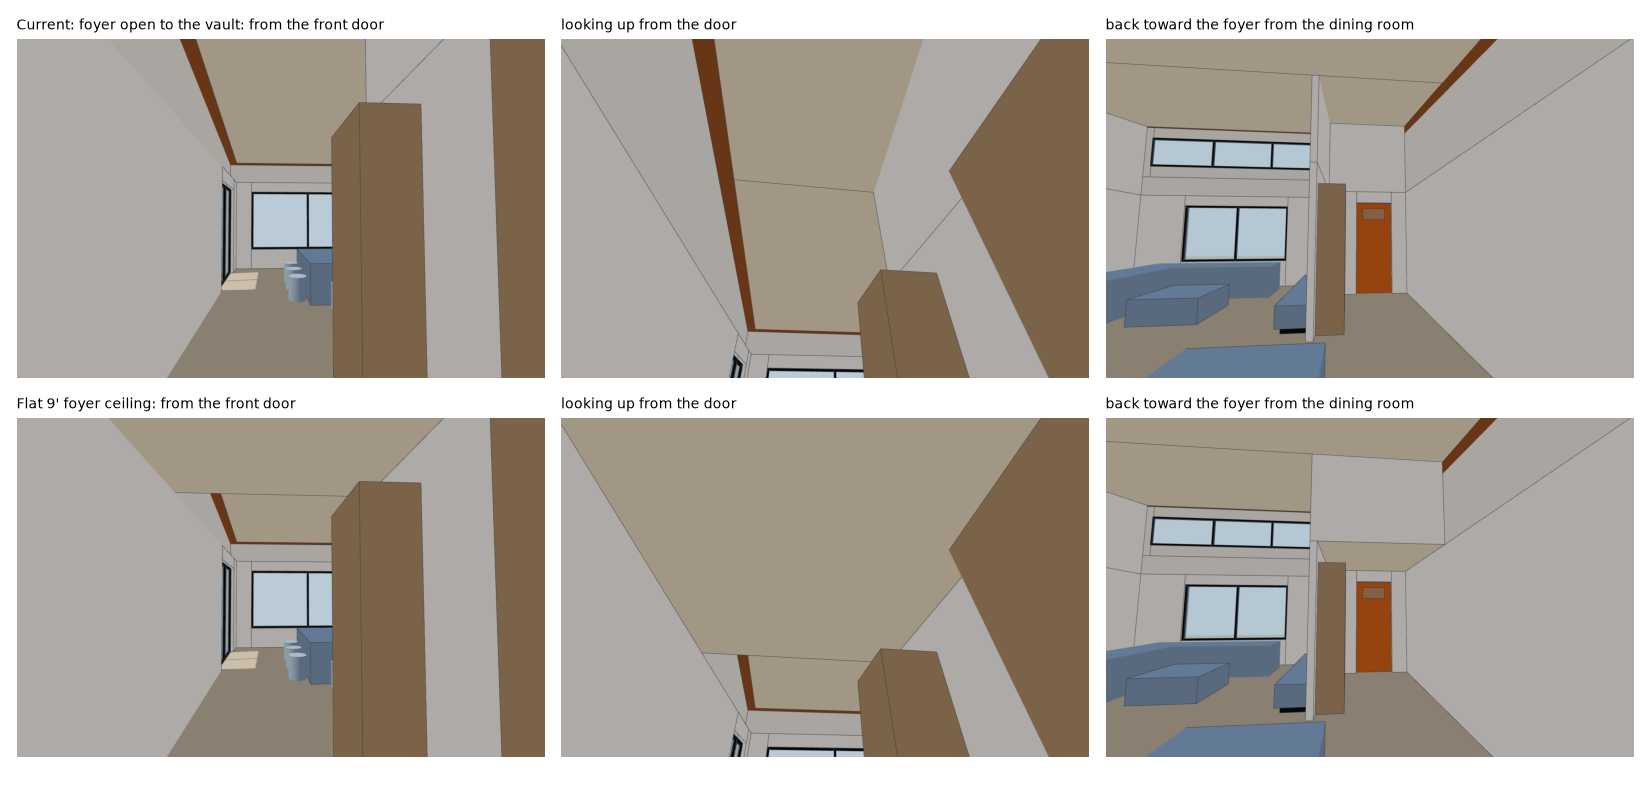 Current: foyer open to the vault: from the front door
looking up from the door
back toward the foyer from the dining room
Flat 9' foyer ceiling: from the front door
looking up from the door
back toward the foyer from the dining room